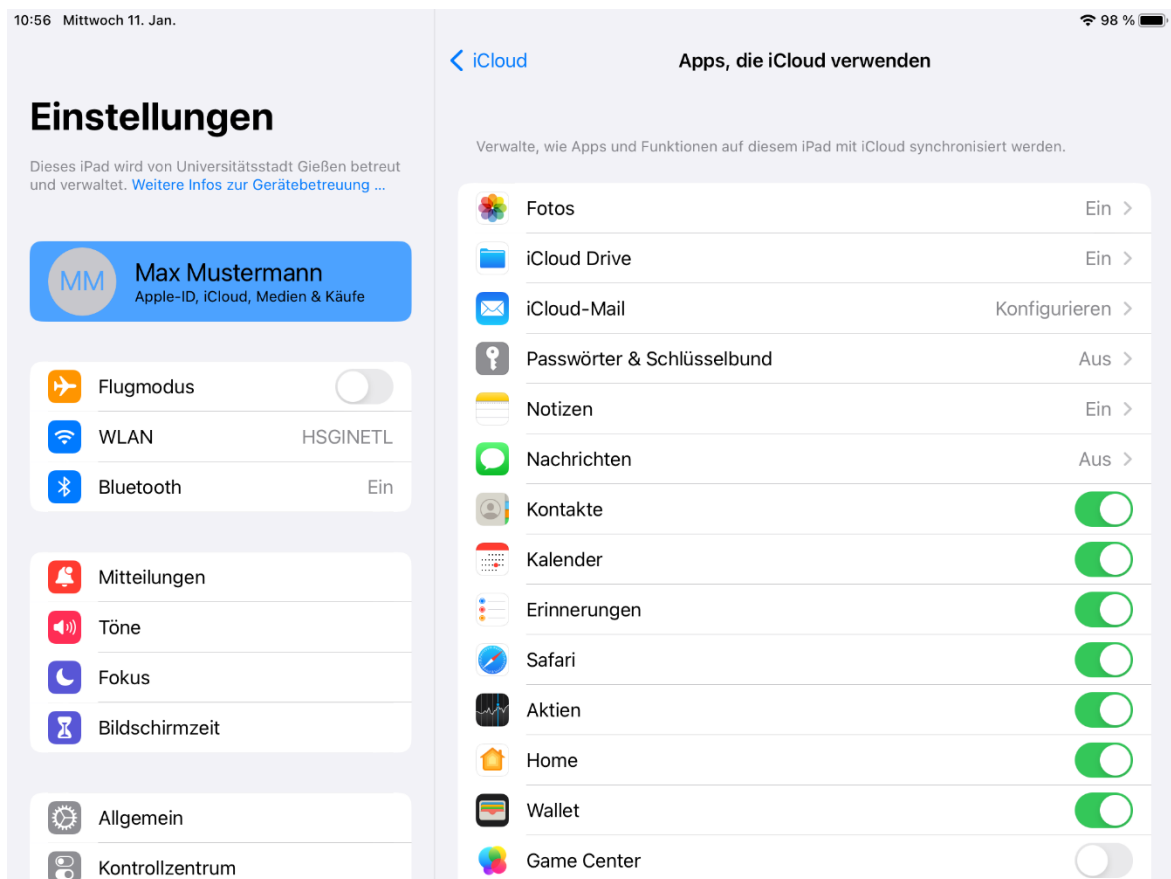 10:56 Mittwoch 11. Jan.
98 %
Einstellungen
Dieses iPad wird von Universitätsstadt Gießen betreut
und verwaltet. Weitere Infos zur Gerätebetreuung ...
MM
Max Mustermann
Apple-ID, iCloud, Medien & Käufe
Flugmodus
WLAN HSGINETL
Bluetooth Ein
Mitteilungen
Töne
Fokus
Bildschirmzeit
Allgemein
Kontrollzentrum
iCloud
Apps, die iCloud verwenden
Verwalte, wie Apps und Funktionen auf diesem iPad mit iCloud synchronisiert werden.
Fotos Ein
iCloud Drive Ein
iCloud-Mail Konfigurieren
Passwörter & Schlüsselbund Aus
Notizen Ein
Nachrichten Aus
Kontakte
Kalender
Erinnerungen
Safari
Aktien
Home
Wallet
Game Center